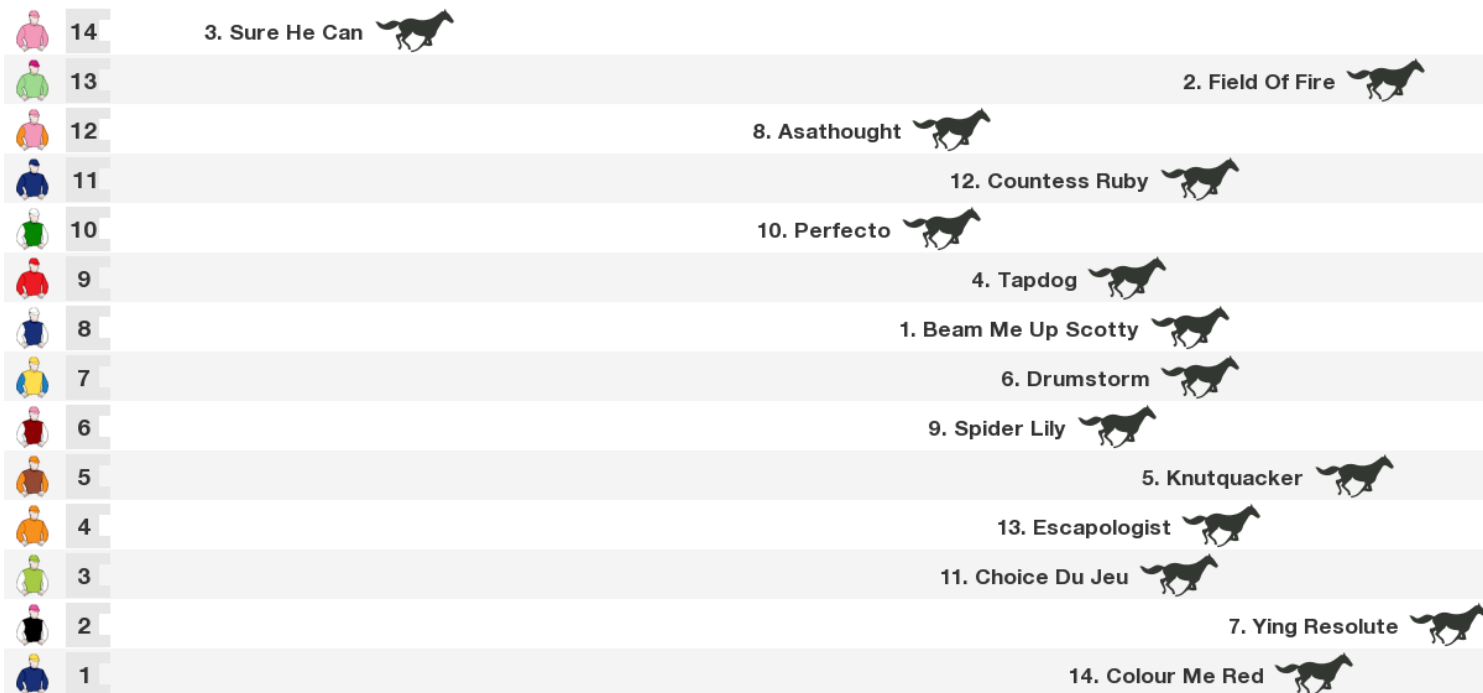 14 3. Sure He Can
13 2. Field Of Fire
12 8. Asathought
11 12. Countess Ruby
10 10. Perfecto
9 4. Tapdog
8 1. Beam Me Up Scotty
7 6. Drumstorm
6 9. Spider Lily
5 5. Knutquacker
4 13. Escapologist
3 11. Choice Du Jeu
2 7. Ying Resolute
1 14. Colour Me Red